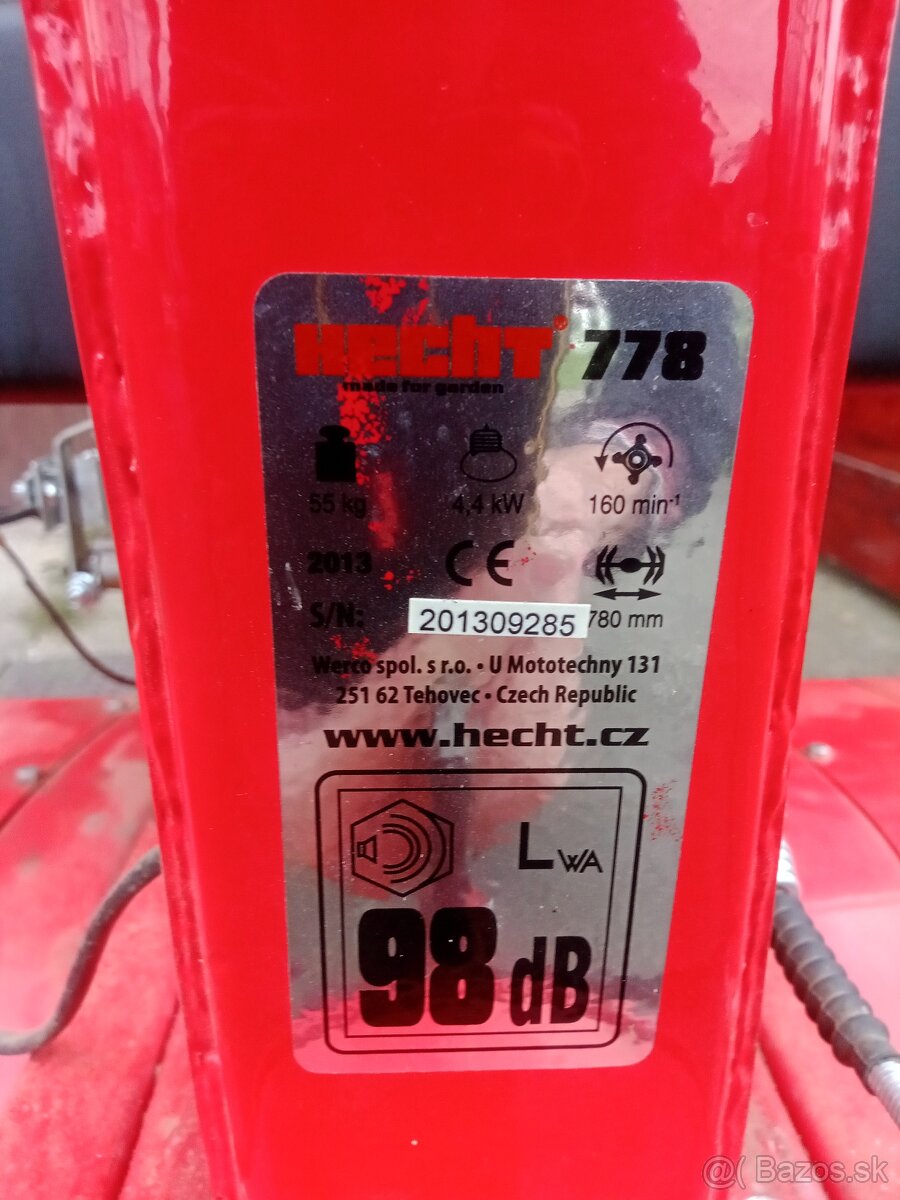 HECHT® 778
made for garden
55 kg 4,4 kW 160 min⁻¹
2013 CE
S/N: 201309285 780 mm
Werco spol. s r.o. • U Mototechny 131
251 62 Tehovec • Czech Republic
www.hecht.cz
LWA
98 dB
@( Bazos.sk